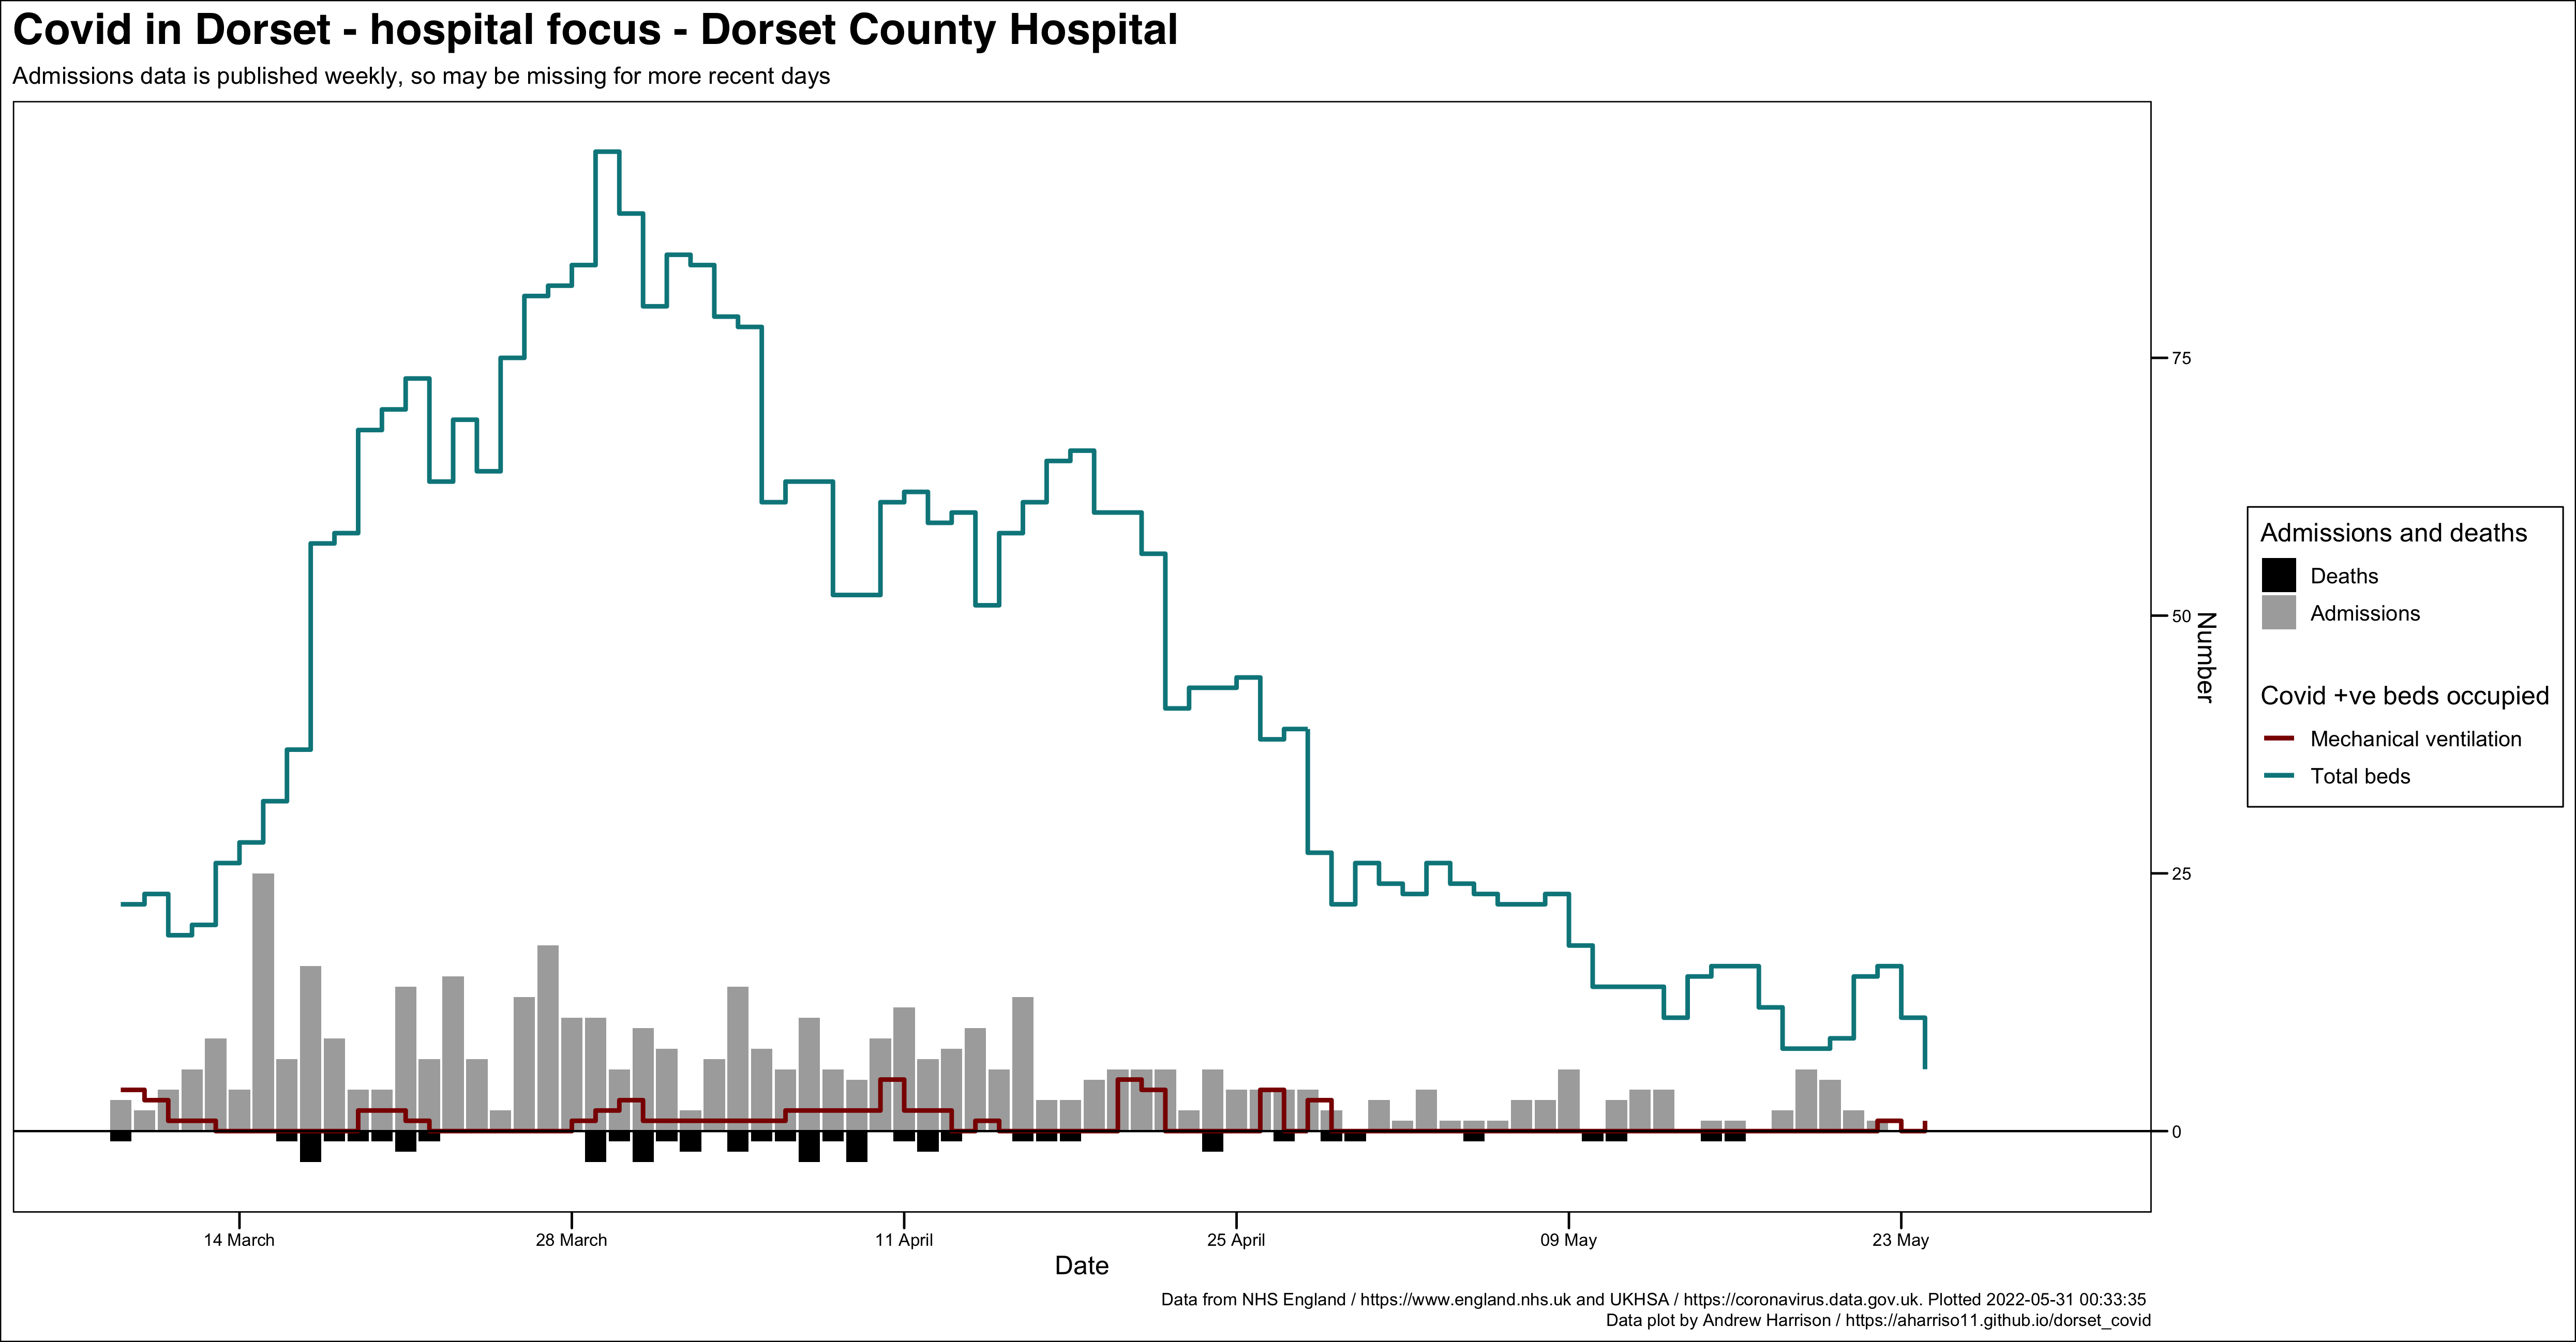 Covid in Dorset - hospital focus - Dorset County Hospital
Admissions data is published weekly, so may be missing for more recent days
75
50
25
0
Number
Admissions and deaths
Deaths
Admissions
Covid +ve beds occupied
Mechanical ventilation
Total beds
14 March
28 March
11 April
25 April
09 May
23 May
Date
Data from NHS England / https://www.england.nhs.uk and UKHSA / https://coronavirus.data.gov.uk. Plotted 2022-05-31 00:33:35
Data plot by Andrew Harrison / https://aharriso11.github.io/dorset_covid